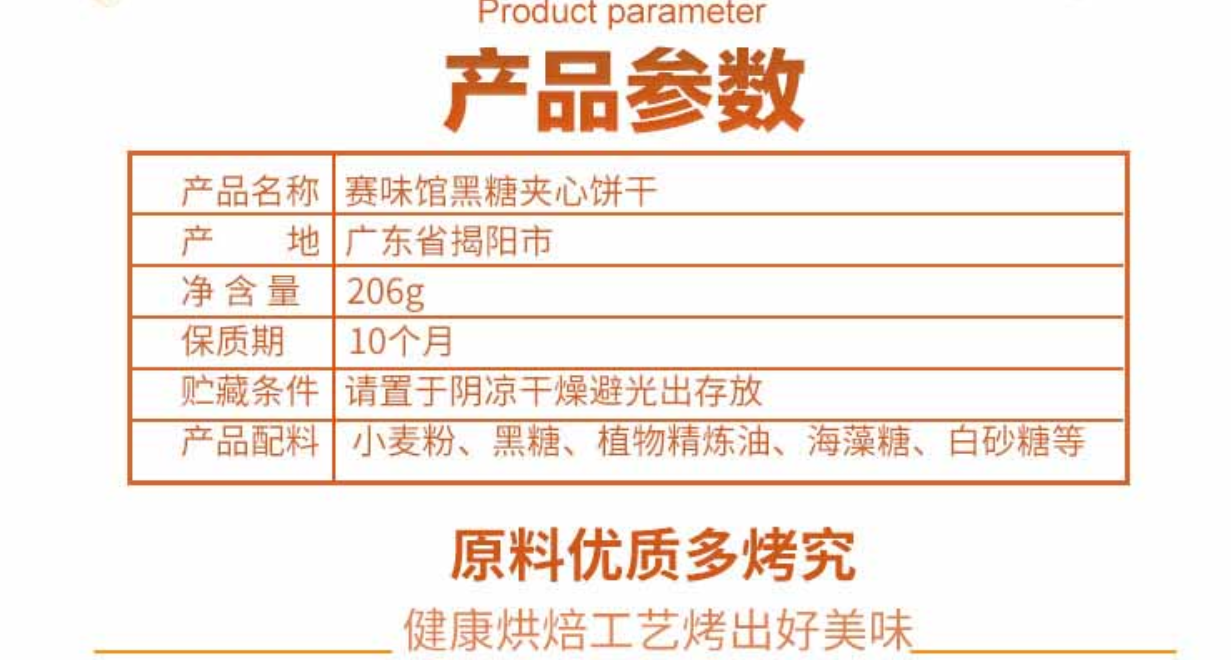 Product parameter
产品参数
产品名称 赛味馆黑糖夹心饼干
产 地 广东省揭阳市
净含量 206g
保质期 10个月
贮藏条件 请置于阴凉干燥避光出存放
产品配料 小麦粉、黑糖、植物精炼油、海藻糖、白砂糖等
原料优质多烤究
健康烘焙工艺烤出好美味